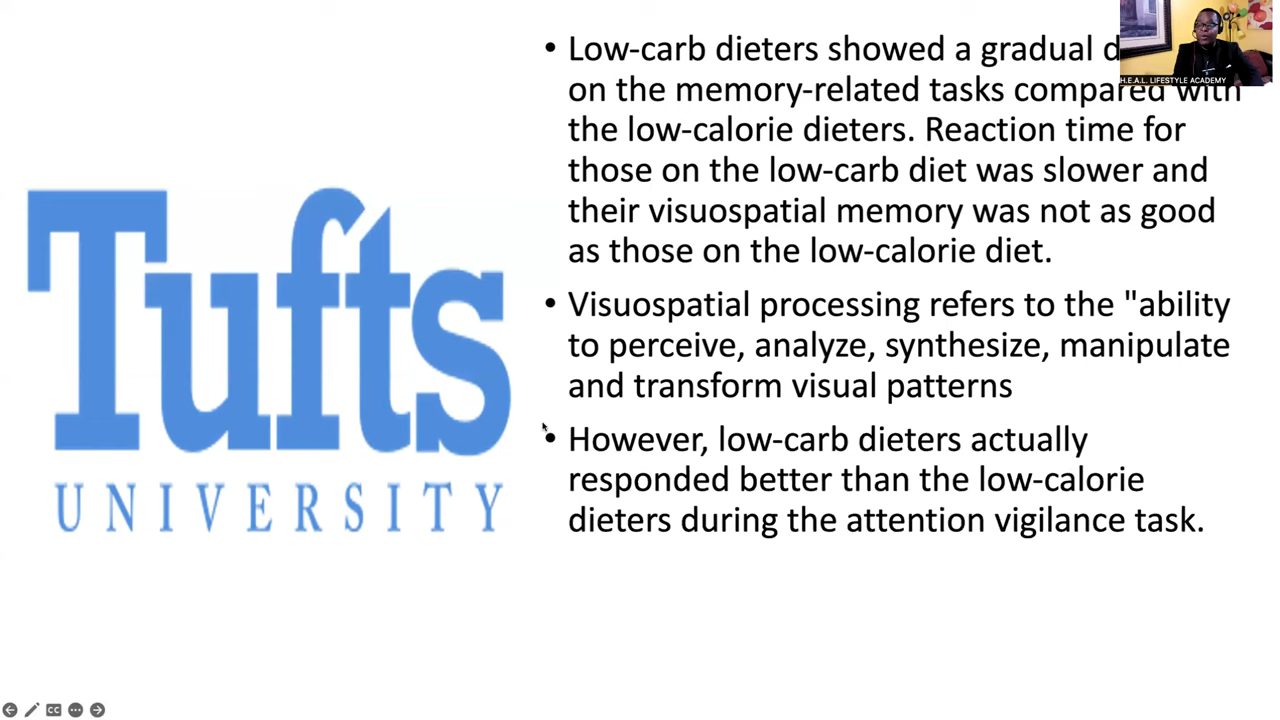 • Low-carb dieters showed a gradual
on the memory-related tasks compared with
the low-calorie dieters. Reaction time for
those on the low-carb diet was slower and
their visuospatial memory was not as good
as those on the low-calorie diet.
• Visuospatial processing refers to the "ability
to perceive, analyze, synthesize, manipulate
and transform visual patterns
• However, low-carb dieters actually
responded better than the low-calorie
dieters during the attention vigilance task.
Tufts
UNIVERSITY
H.E.A.L. LIFESTYLE ACADEMY
CC